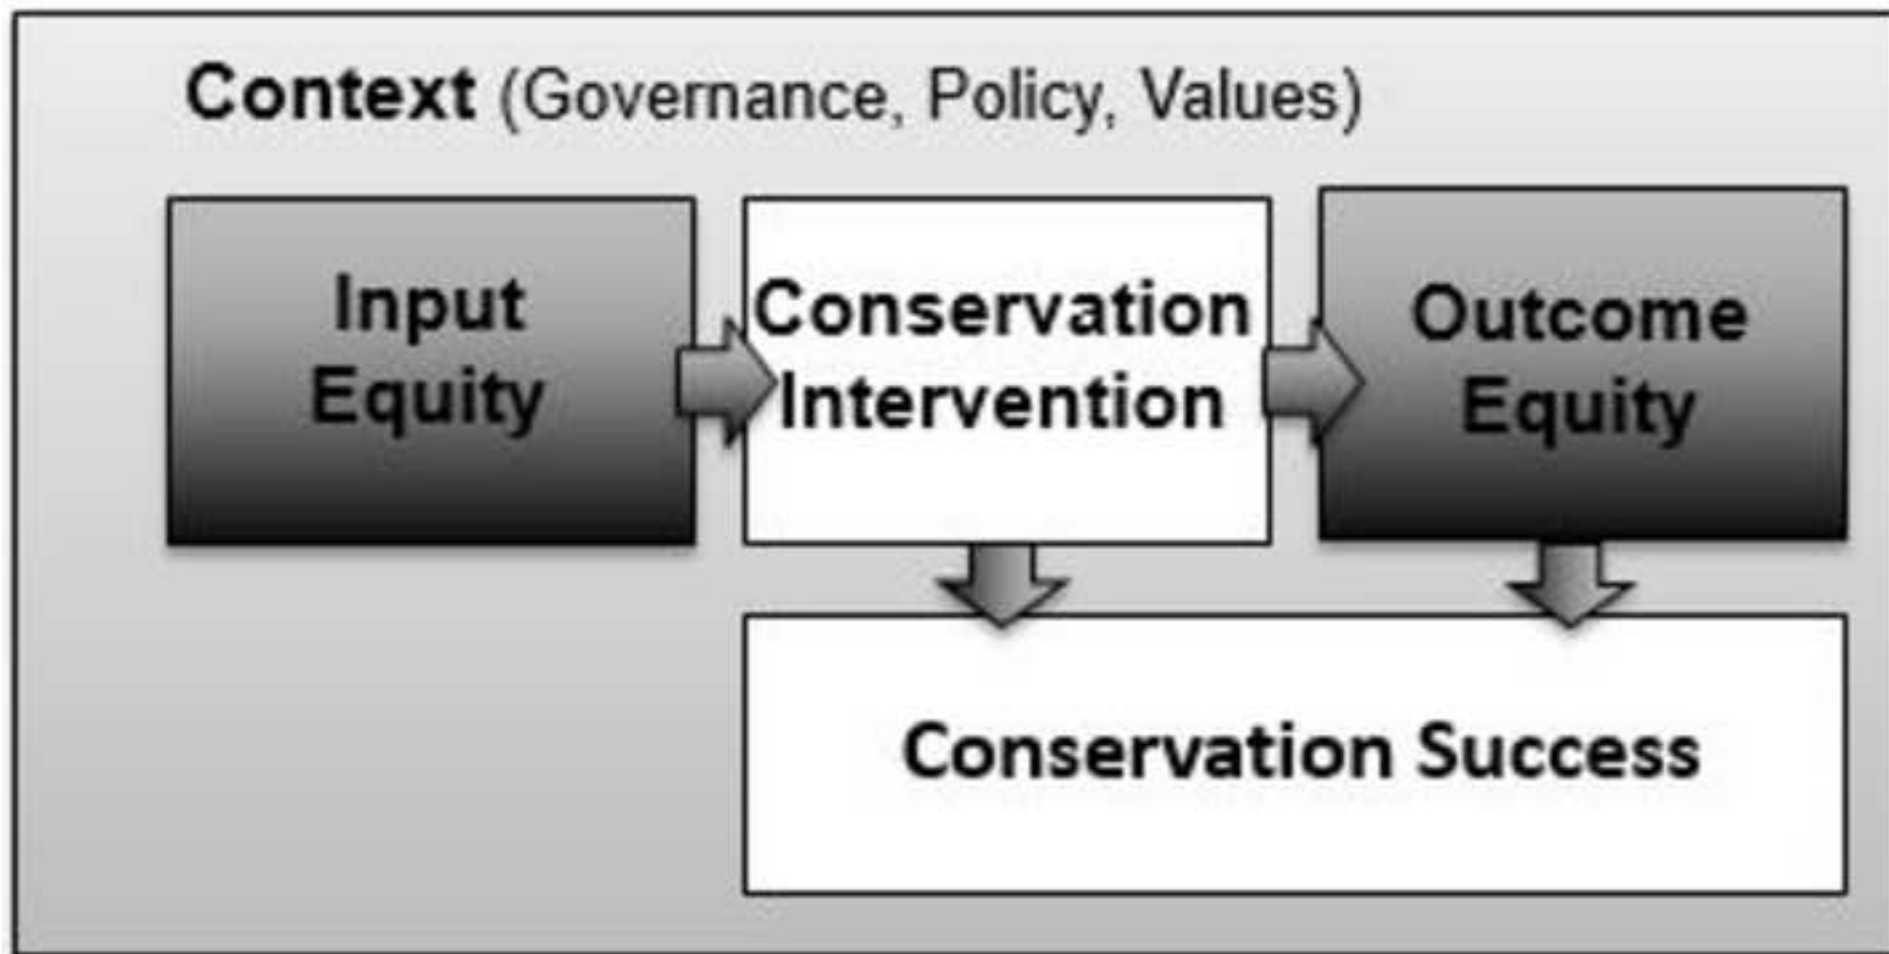 Context (Governance, Policy, Values)
Input
Equity
Conservation
Intervention
Outcome
Equity
Conservation Success